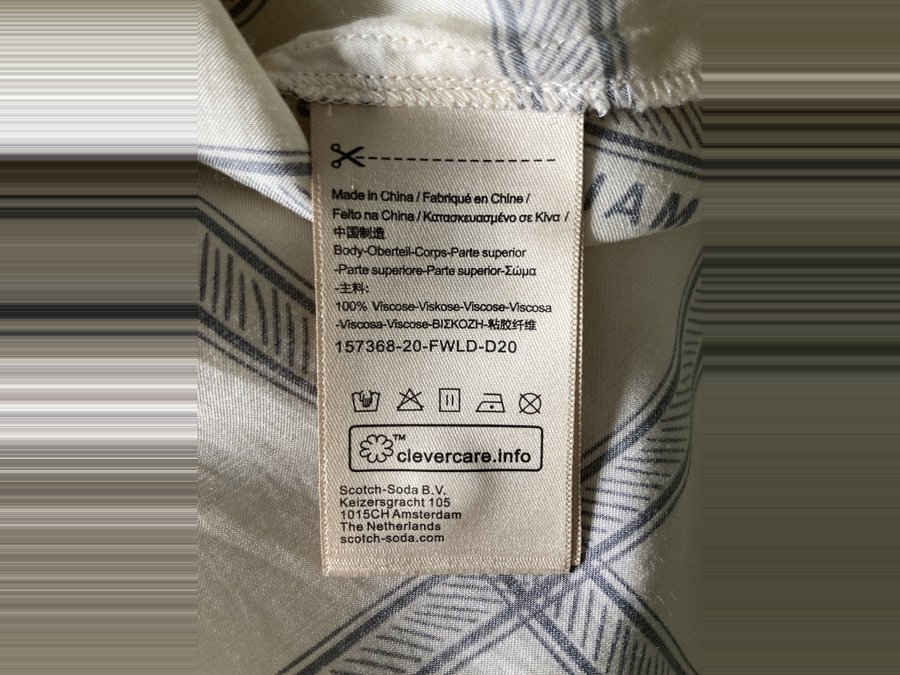 Made in China / Fabriqué en Chine /
Feito na China / Κατασκευασμένο σε Κίνα /
中国制造
Body-Oberteil-Corps-Parte superior
-Parte superiore-Parte superior-Σώμα
-主料:
100% Viscose-Viskose-Viscose-Viscosa
-Viscosa-Viscose-ΒΙΣΚΟΖΗ-粘胶纤维
157368-20-FWLD-D20
™
clevercare.info
Scotch-Soda B.V.
Keizersgracht 105
1015CH Amsterdam
The Netherlands
scotch-soda.com